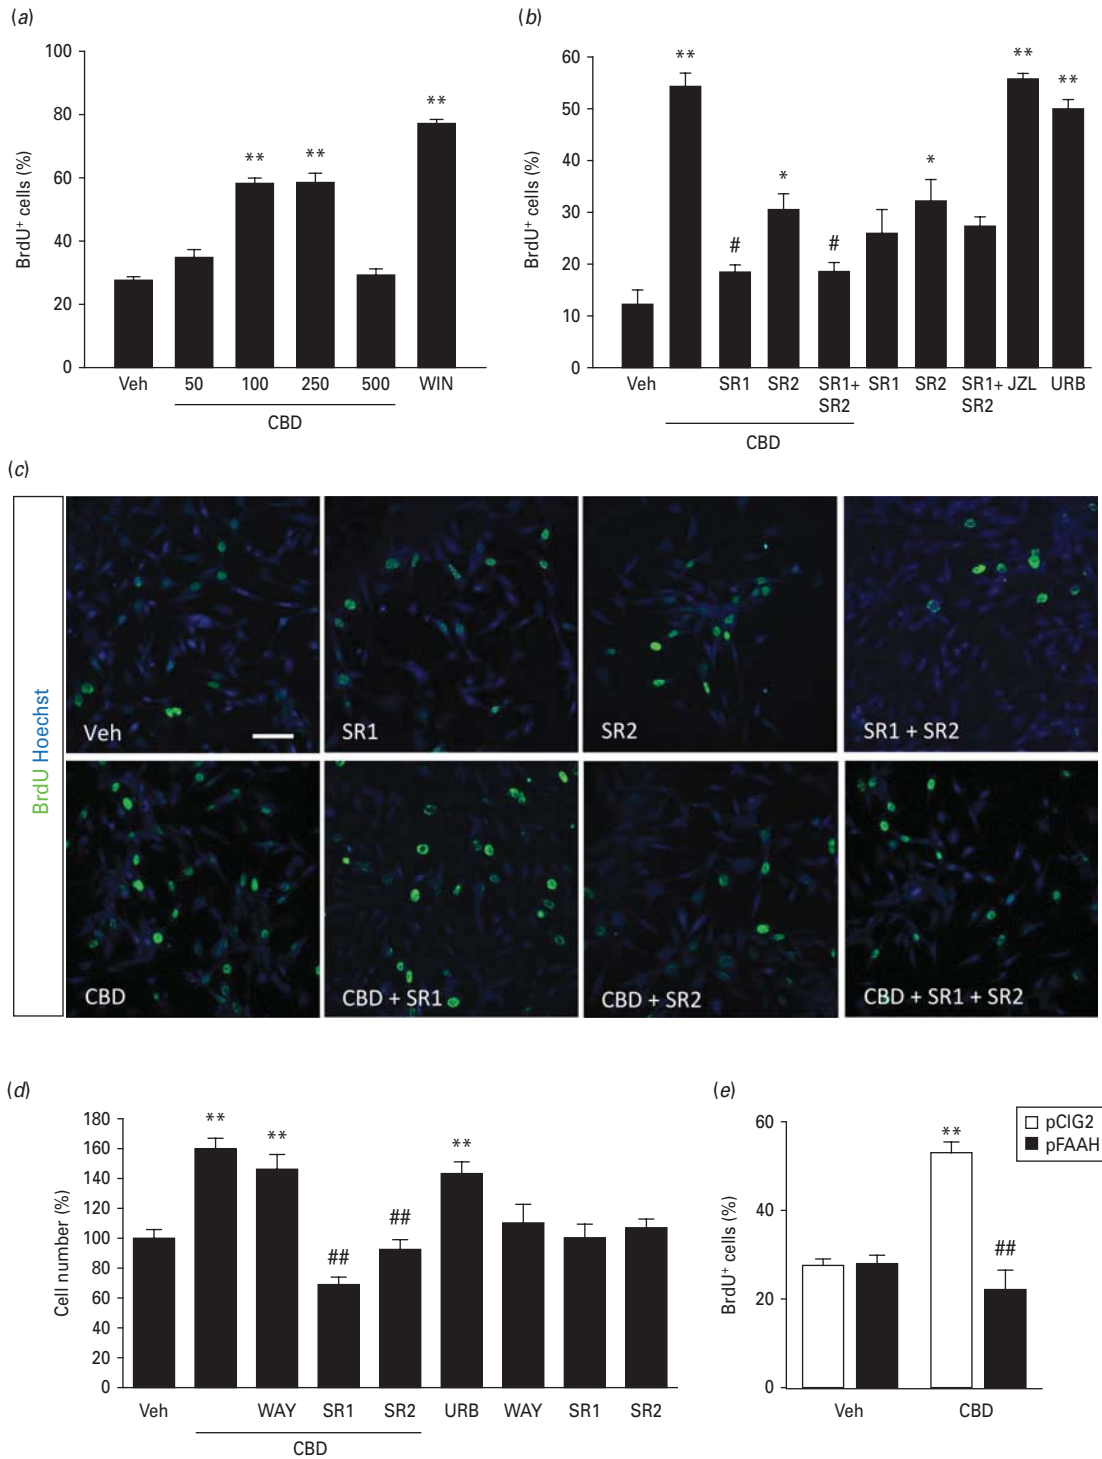 (a)
100
80
60
40
20
0
BrdU⁺ cells (%)
** ** **
Veh 50 100 250 500 WIN
CBD
(b)
60
50
40
30
20
10
0
BrdU⁺ cells (%)
** # * # * ** **
Veh SR1 SR2 SR1+ SR1 SR2 SR1+ JZL URB
SR2 SR2
CBD
(c)
BrdU Hoechst
Veh SR1 SR2 SR1 + SR2
CBD CBD + SR1 CBD + SR2 CBD + SR1 + SR2
(d)
180
160
140
120
100
80
60
40
20
0
Cell number (%)
** ** ## ## **
Veh WAY SR1 SR2 URB WAY SR1 SR2
CBD
(e)
pCIG2
pFAAH
60
40
20
0
BrdU⁺ cells (%)
** ##
Veh CBD